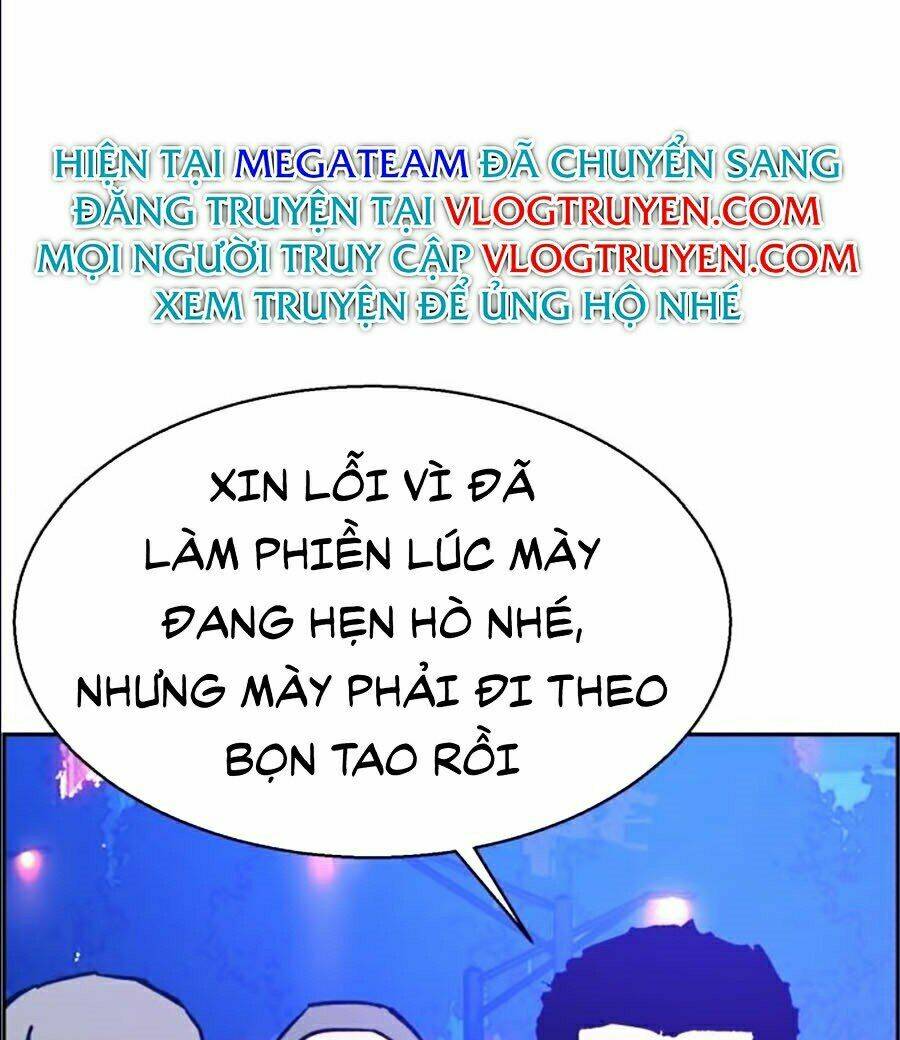 HIỆN TẠI MEGATEAM ĐÃ CHUYỂN SANG
ĐĂNG TRUYỆN TẠI VLOGTRUYEN.COM
MỌI NGƯỜI TRUY CẬP VLOGTRUYEN.COM
XEM TRUYỆN ĐỂ ỦNG HỘ NHÉ
XIN LỖI VÌ ĐÃ
LÀM PHIỀN LÚC MÀY
ĐANG HẸN HÒ NHÉ,
NHƯNG MÀY PHẢI ĐI THEO
BỌN TAO RỒI